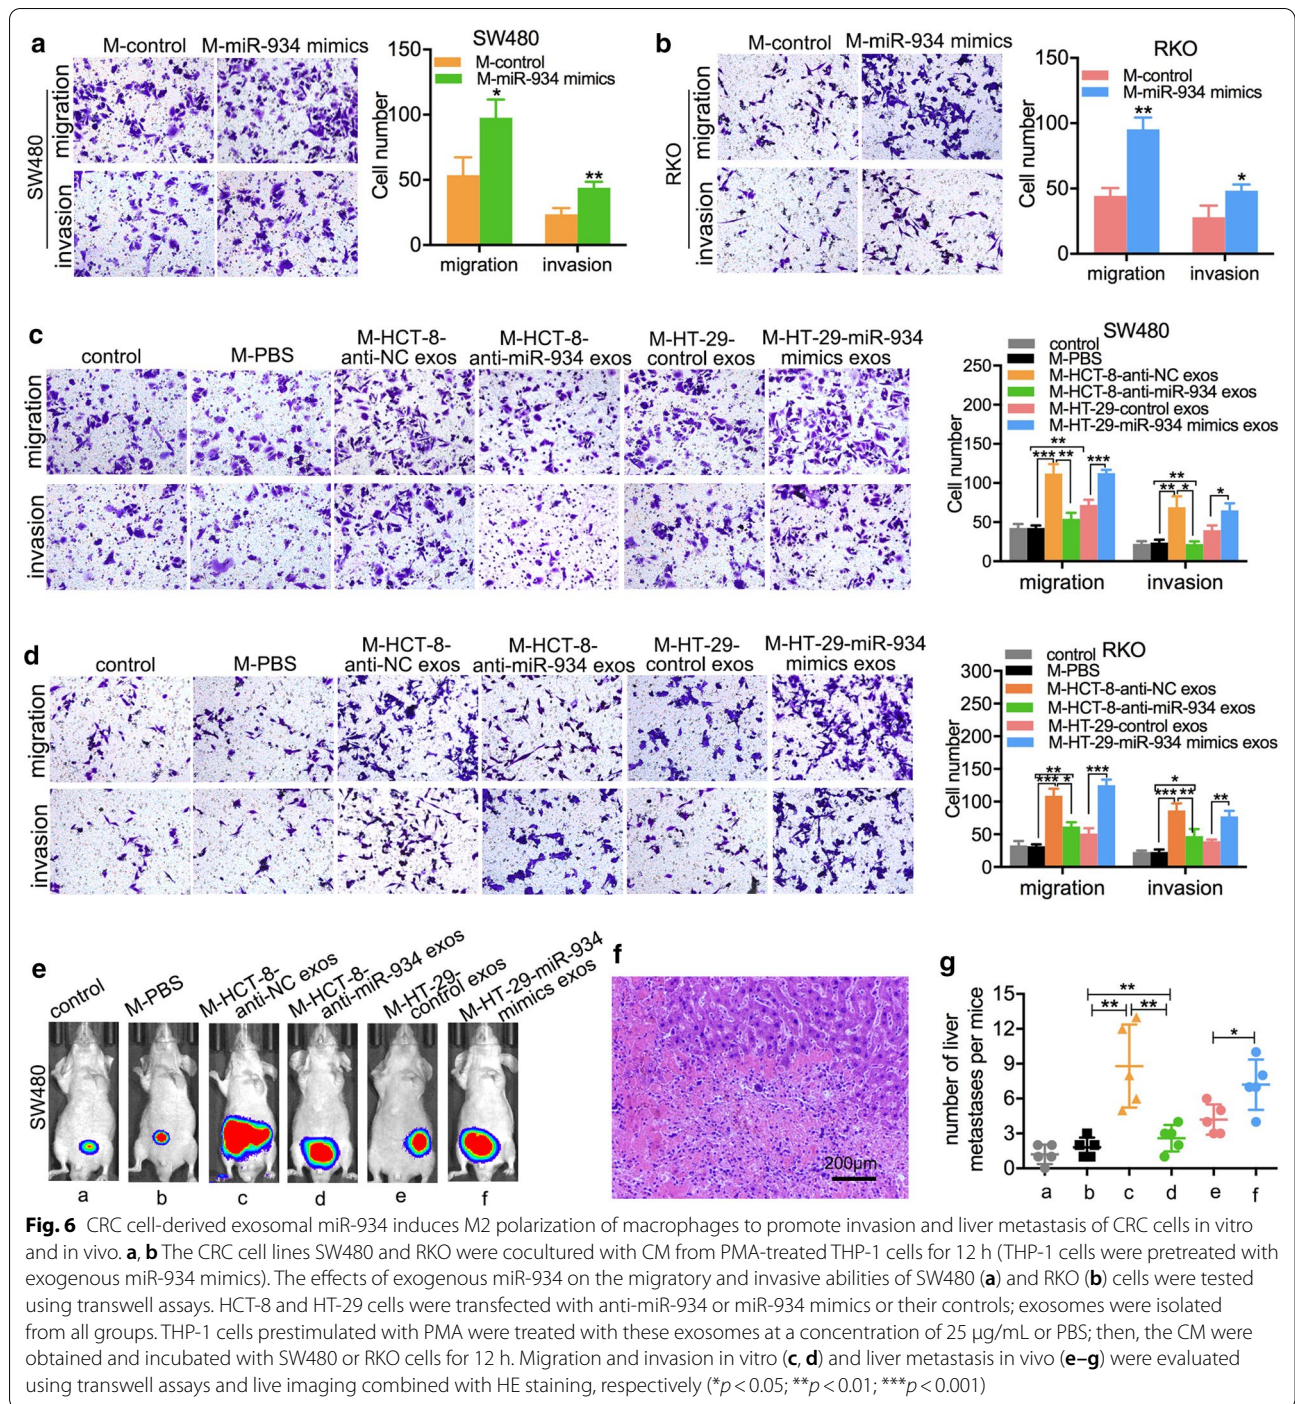 a
M-control M-miR-934 mimics
SW480
migration
invasion
SW480
M-control
M-miR-934 mimics
Cell number
150
100
50
0
*
**
migration invasion
b
M-control M-miR-934 mimics
RKO
migration
invasion
RKO
M-control
M-miR-934 mimics
Cell number
150
100
50
0
**
*
migration invasion
c
control
M-PBS
M-HCT-8-
anti-NC exos
M-HCT-8-
anti-miR-934 exos
M-HT-29-
control exos
M-HT-29-miR-934
mimics exos
migration
invasion
SW480
control
M-PBS
M-HCT-8-anti-NC exos
M-HCT-8-anti-miR-934 exos
M-HT-29-control exos
M-HT-29-miR-934 mimics exos
Cell number
250
200
150
100
50
0
**
*** ** ***
**
** * *
migration invasion
d
control
M-PBS
M-HCT-8-
anti-NC exos
M-HCT-8-
anti-miR-934 exos
M-HT-29-
control exos
M-HT-29-miR-934
mimics exos
migration
invasion
RKO
control
M-PBS
M-HCT-8-anti-NC exos
M-HCT-8-anti-miR-934 exos
M-HT-29-control exos
M-HT-29-miR-934 mimics exos
Cell number
300
250
200
150
100
50
0
**
*** * ***
*
*** ** **
migration invasion
e
control
M-PBS
M-HCT-8-
anti-NC exos
M-HCT-8-
anti-miR-934 exos
M-HT-29-
control exos
M-HT-29-miR-934
mimics exos
SW480
a b c d e f
f
200µm
g
number of liver
metastases per mice
15
12
9
6
3
0
**
** **
*
a b c d e f
Fig. 6 CRC cell-derived exosomal miR-934 induces M2 polarization of macrophages to promote invasion and liver metastasis of CRC cells in vitro
and in vivo. a, b The CRC cell lines SW480 and RKO were cocultured with CM from PMA-treated THP-1 cells for 12 h (THP-1 cells were pretreated with
exogenous miR-934 mimics). The effects of exogenous miR-934 on the migratory and invasive abilities of SW480 (a) and RKO (b) cells were tested
using transwell assays. HCT-8 and HT-29 cells were transfected with anti-miR-934 or miR-934 mimics or their controls; exosomes were isolated
from all groups. THP-1 cells prestimulated with PMA were treated with these exosomes at a concentration of 25 µg/mL or PBS; then, the CM were
obtained and incubated with SW480 or RKO cells for 12 h. Migration and invasion in vitro (c, d) and liver metastasis in vivo (e–g) were evaluated
using transwell assays and live imaging combined with HE staining, respectively (*p < 0.05; **p < 0.01; ***p < 0.001)